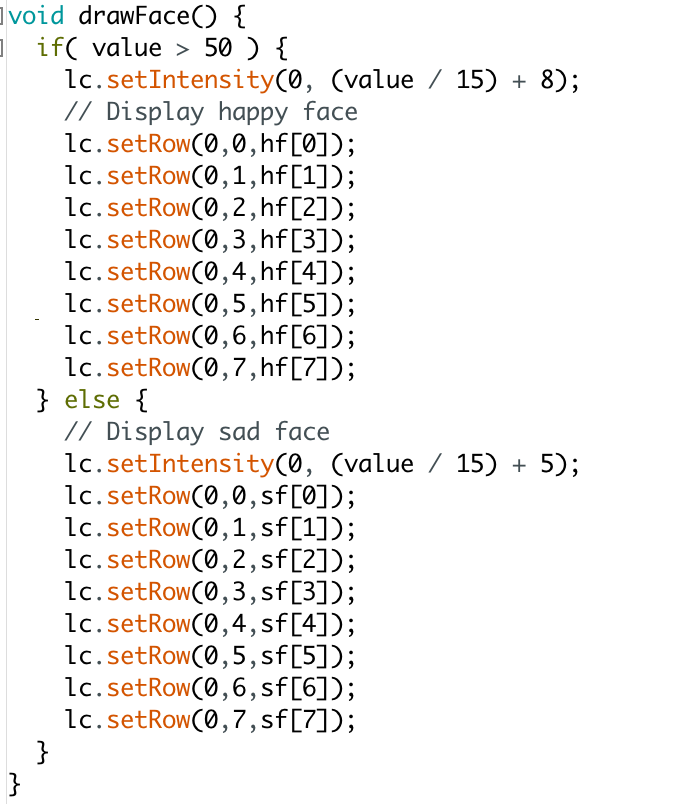 void drawFace() {
  if( value > 50 ) {
    lc.setIntensity(0, (value / 15) + 8);
    // Display happy face
    lc.setRow(0,0,hf[0]);
    lc.setRow(0,1,hf[1]);
    lc.setRow(0,2,hf[2]);
    lc.setRow(0,3,hf[3]);
    lc.setRow(0,4,hf[4]);
    lc.setRow(0,5,hf[5]);
    lc.setRow(0,6,hf[6]);
    lc.setRow(0,7,hf[7]);
  } else {
    // Display sad face
    lc.setIntensity(0, (value / 15) + 5);
    lc.setRow(0,0,sf[0]);
    lc.setRow(0,1,sf[1]);
    lc.setRow(0,2,sf[2]);
    lc.setRow(0,3,sf[3]);
    lc.setRow(0,4,sf[4]);
    lc.setRow(0,5,sf[5]);
    lc.setRow(0,6,sf[6]);
    lc.setRow(0,7,sf[7]);
  }
}